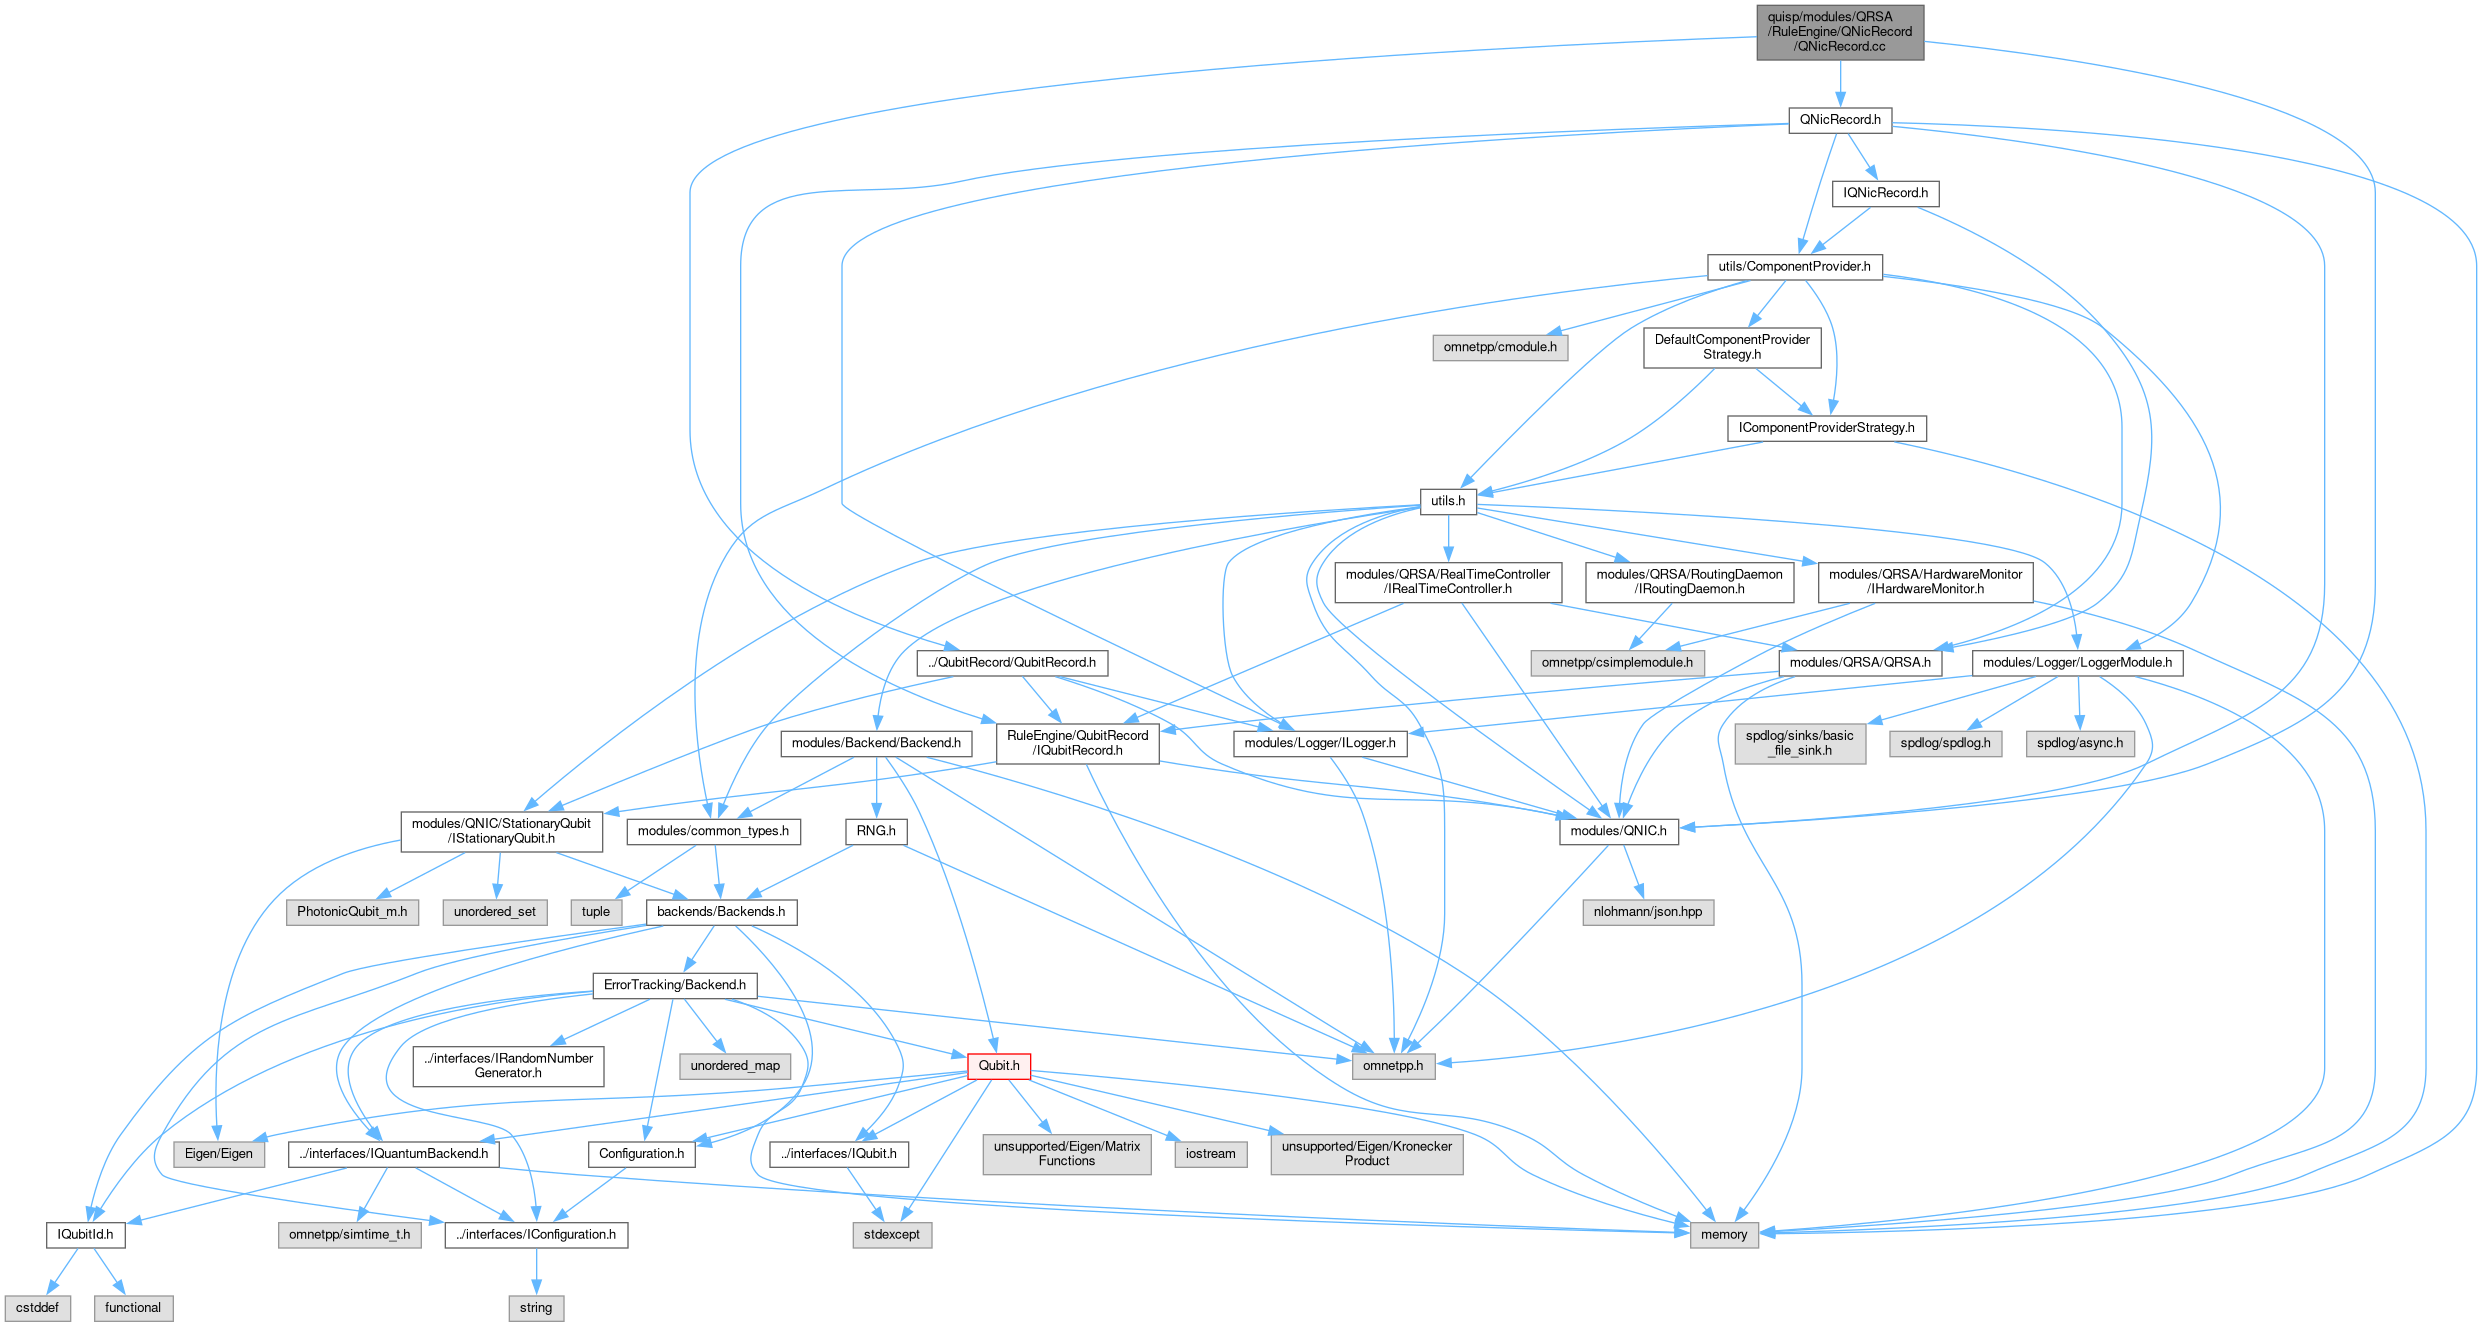 quisp/modules/QRSA
/RuleEngine/QNicRecord
/QNicRecord.cc
QNicRecord.h
IQNicRecord.h
utils/ComponentProvider.h
omnetpp/cmodule.h
DefaultComponentProvider
Strategy.h
IComponentProviderStrategy.h
utils.h
modules/QRSA/RealTimeController
/IRealTimeController.h
modules/QRSA/RoutingDaemon
/IRoutingDaemon.h
modules/QRSA/HardwareMonitor
/IHardwareMonitor.h
../QubitRecord/QubitRecord.h
omnetpp/csimplemodule.h
modules/QRSA/QRSA.h
modules/Logger/LoggerModule.h
modules/Backend/Backend.h
RuleEngine/QubitRecord
/IQubitRecord.h
modules/Logger/ILogger.h
spdlog/sinks/basic
_file_sink.h
spdlog/spdlog.h
spdlog/async.h
modules/QNIC/StationaryQubit
/IStationaryQubit.h
modules/common_types.h
RNG.h
modules/QNIC.h
PhotonicQubit_m.h
unordered_set
tuple
backends/Backends.h
nlohmann/json.hpp
ErrorTracking/Backend.h
../interfaces/IRandomNumber
Generator.h
unordered_map
Qubit.h
omnetpp.h
Eigen/Eigen
../interfaces/IQuantumBackend.h
Configuration.h
../interfaces/IQubit.h
unsupported/Eigen/Matrix
Functions
iostream
unsupported/Eigen/Kronecker
Product
IQubitId.h
omnetpp/simtime_t.h
../interfaces/IConfiguration.h
stdexcept
memory
cstddef
functional
string